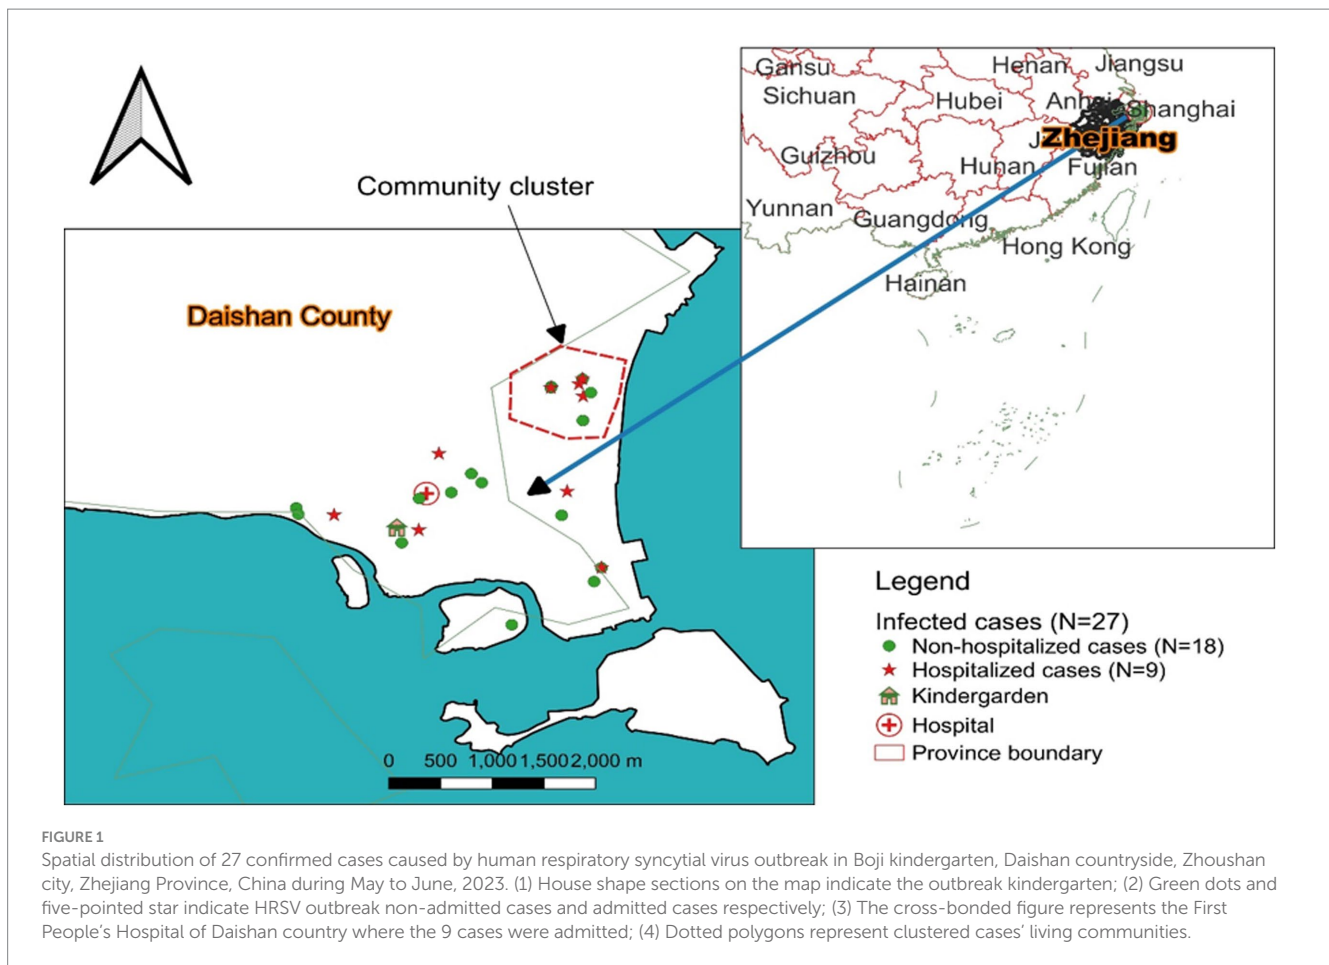 Gansu
Henan
Jiangsu
Sichuan
Hubei
Anhei
Shanghai
Zhejiang
Guizhou
Huhan
Fujian
Yunnan
Guangdong
Hong Kong
Hainan
Community cluster
Daishan County
0 500 1,000 1,500 2,000 m
Legend
Infected cases (N=27)
Non-hospitalized cases (N=18)
Hospitalized cases (N=9)
Kindergarden
Hospital
Province boundary
FIGURE 1
Spatial distribution of 27 confirmed cases caused by human respiratory syncytial virus outbreak in Boji kindergarten, Daishan countryside, Zhoushan
city, Zhejiang Province, China during May to June, 2023. (1) House shape sections on the map indicate the outbreak kindergarten; (2) Green dots and
five-pointed star indicate HRSV outbreak non-admitted cases and admitted cases respectively; (3) The cross-bonded figure represents the First
People's Hospital of Daishan country where the 9 cases were admitted; (4) Dotted polygons represent clustered cases' living communities.